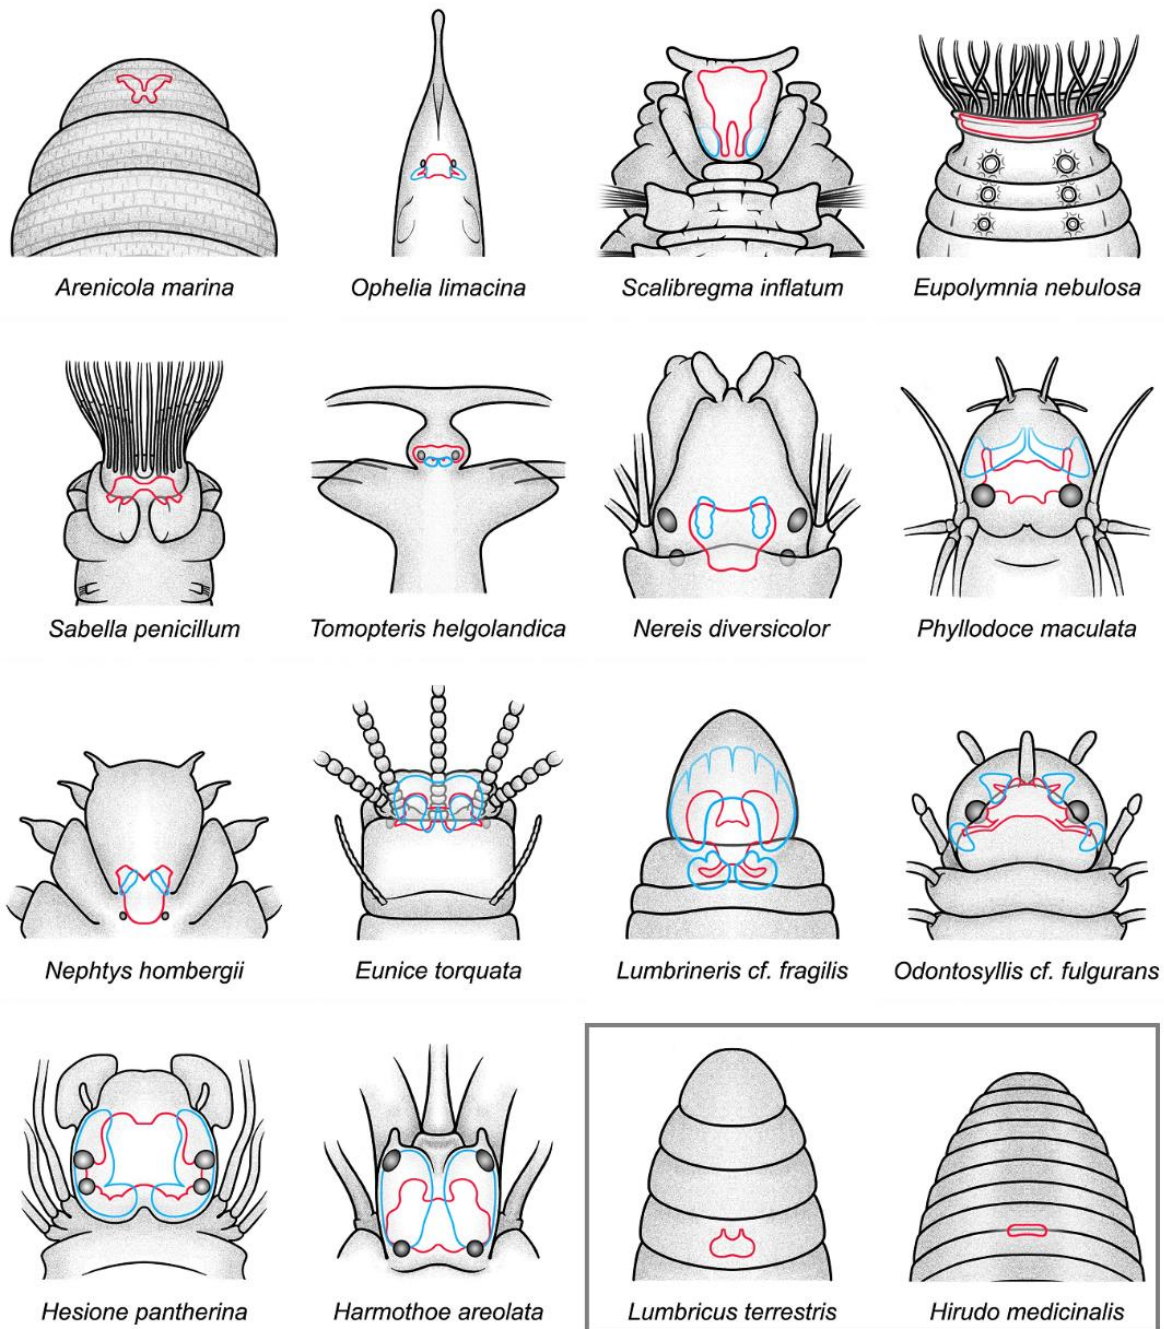 Arenicola marina
Ophelia limacina
Scalibregma inflatum
Eupolymnia nebulosa
Sabella penicillum
Tomopteris helgolandica
Nereis diversicolor
Phyllodoce maculata
Nephtys hombergii
Eunice torquata
Lumbrineris cf. fragilis
Odontosyllis cf. fulgurans
Hesione pantherina
Harmothoe areolata
Lumbricus terrestris
Hirudo medicinalis